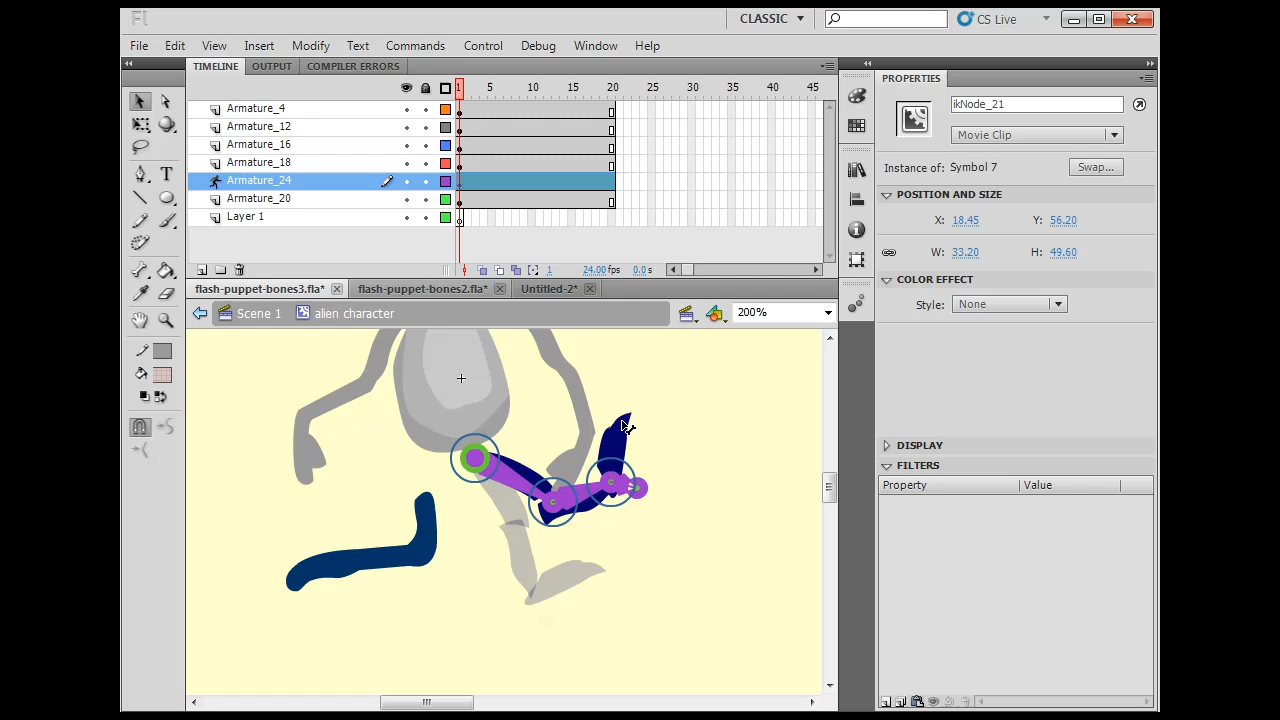 Fl CLASSIC CS Live
File Edit View Insert Modify Text Commands Control Debug Window Help
TIMELINE OUTPUT COMPILER ERRORS
1 5 10 15 20 25 30 35 40 45
Armature_4
Armature_12
Armature_16
Armature_18
Armature_24
Armature_20
Layer 1
1 24.00 fps 0.0 s
flash-puppet-bones3.fla* flash-puppet-bones2.fla* Untitled-2*
Scene 1 alien character 200%
PROPERTIES
ikNode_21
Movie Clip
Instance of: Symbol 7 Swap...
POSITION AND SIZE
X: 18.45 Y: 56.20
W: 33.20 H: 49.60
COLOR EFFECT
Style: None
DISPLAY
FILTERS
Property Value